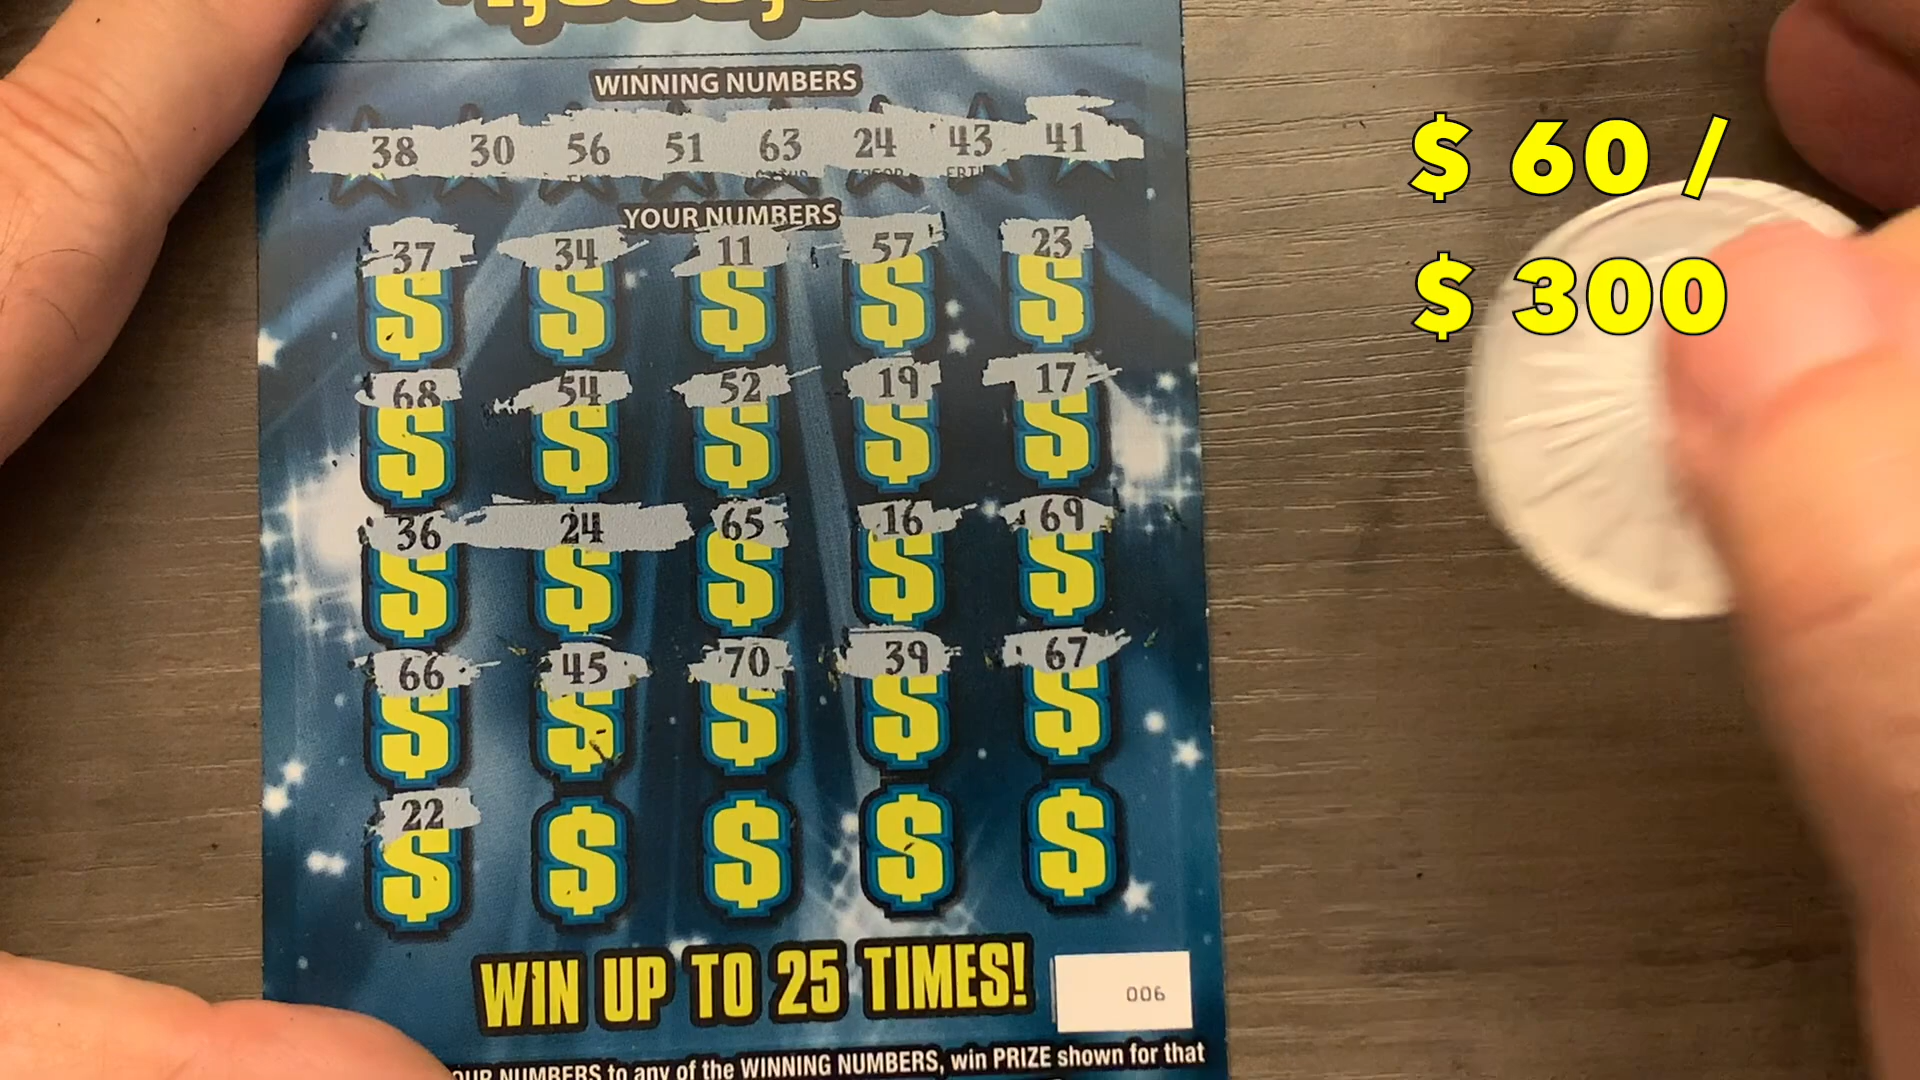 WINNING NUMBERS
38 30 56 51 63 24 43 41
YOUR NUMBERS
37 34 11 57 23
$ $ $ $ $
68 54 52 19 17
$ $ $ $ $
36 24 65 16 69
$ $ $ $ $
66 45 70 39 67
$ $ $ $ $
22
$ $ $ $ $
WIN UP TO 25 TIMES!
006
NUMBERS to any of the WINNING NUMBERS, win PRIZE shown for that
$ 60 /
$ 300